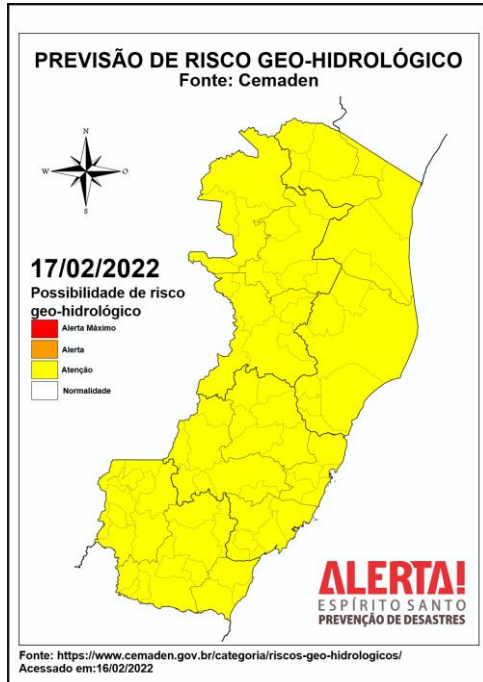 PREVISÃO DE RISCO GEO-HIDROLÓGICO
Fonte: Cemaden
N
W
O
S
17/02/2022
Possibilidade de risco
geo-hidrológico
Alerta Máximo
Alerta
Atenção
Normalidade
ALERTA!
ESPÍRITO SANTO
PREVENÇÃO DE DESASTRES
Fonte: https://www.cemaden.gov.br/categoria/riscos-geo-hidrologicos/
Acessado em:16/02/2022